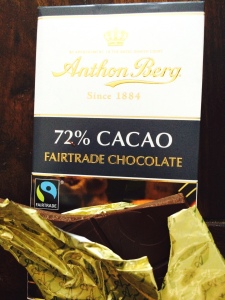 Anthon Berg
Since 1884
72% CACAO
FAIRTRADE CHOCOLATE
FAIRTRADE